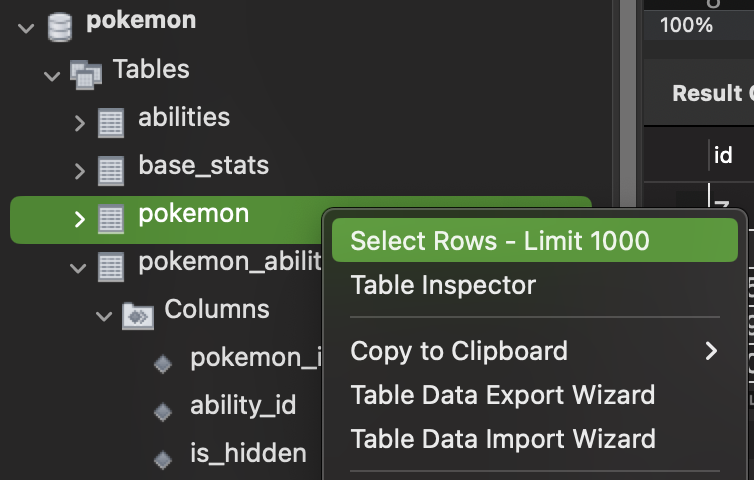 pokemon
100%
Tables
Result
abilities
id
base_stats
pokemon
Select Rows - Limit 1000
pokemon_abilit
Table Inspector
Columns
Copy to Clipboard
pokemon_i
Table Data Export Wizard
ability_id
Table Data Import Wizard
is_hidden